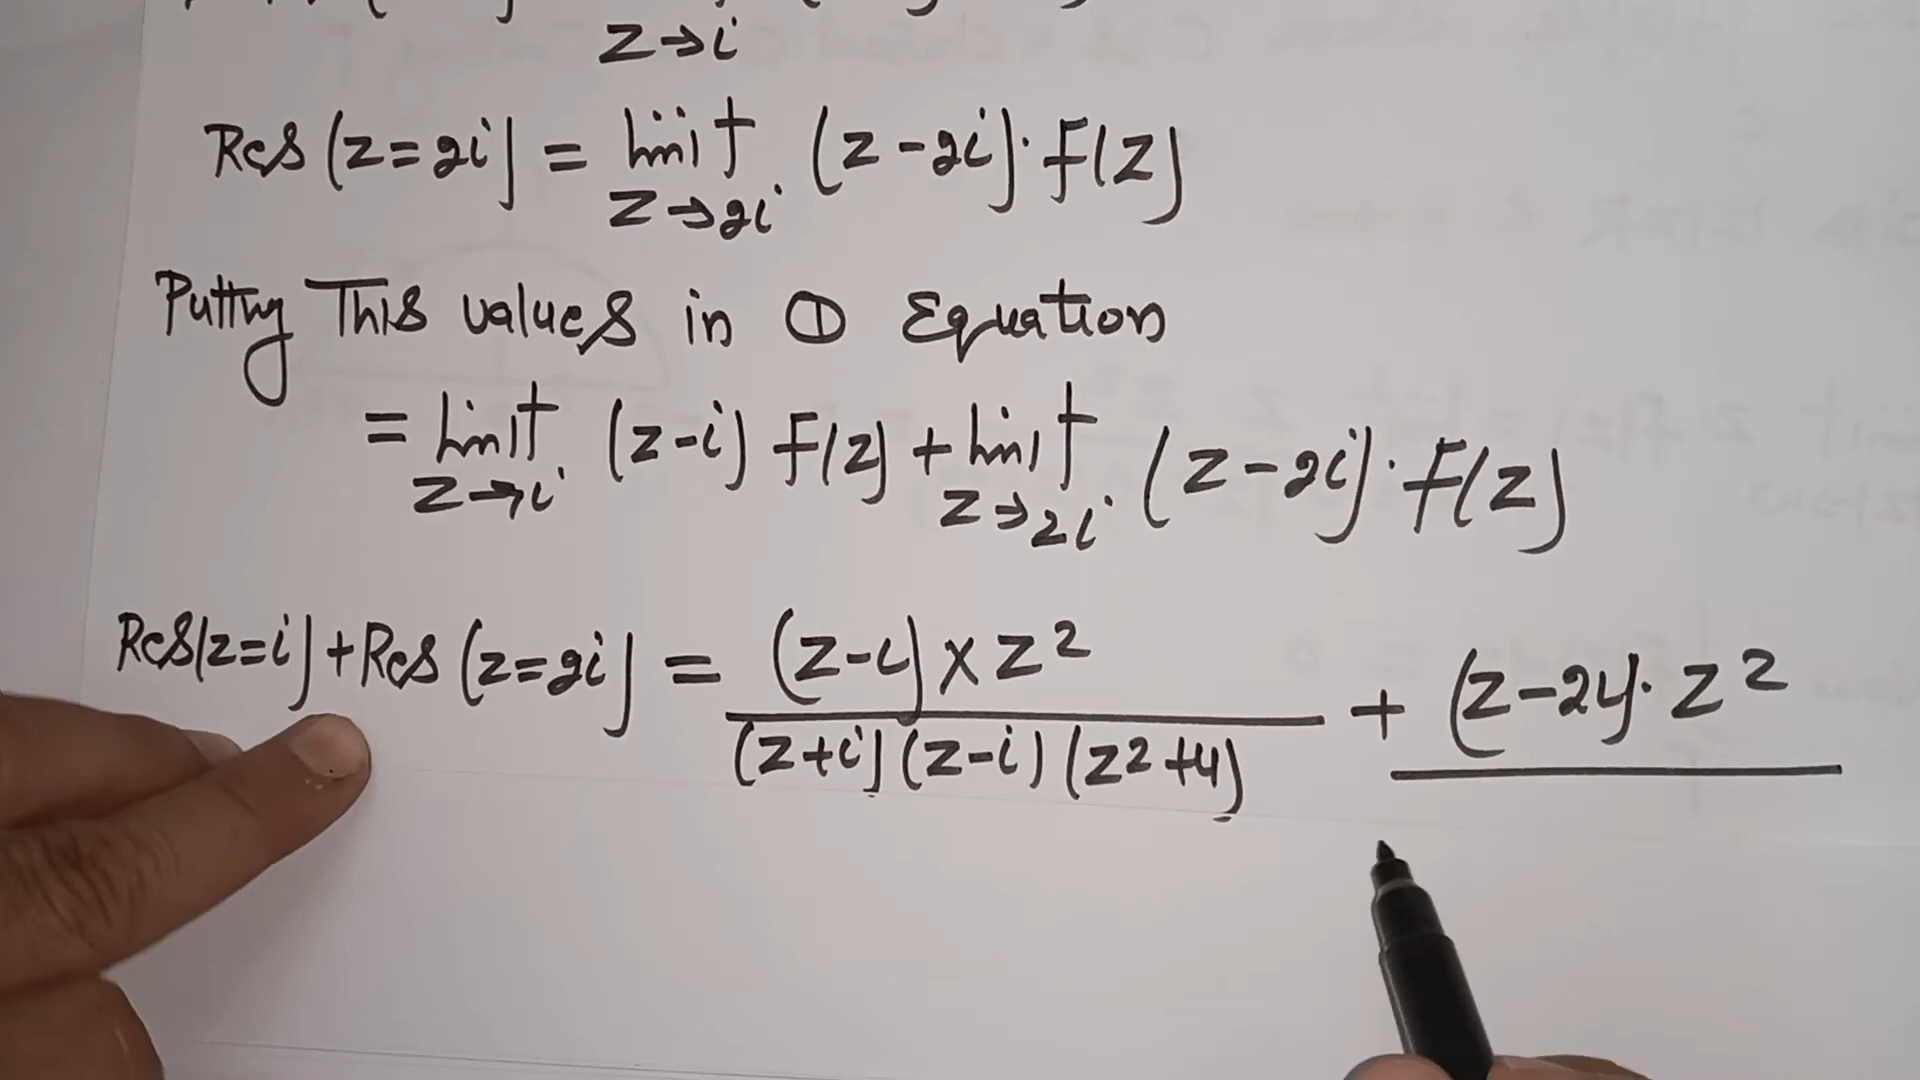 z→i
Res (z=2i) = limit (z-2i)·f(z)
z→2i
Putting This values in ① Equation
= limit (z-i) f(z) + limit (z-2i)·f(z)
z→i z→2i
Res(z=i)+Res (z=2i) = (z-i)×z² + (z-2i)·z²
(z+i)(z-i)(z²+4)